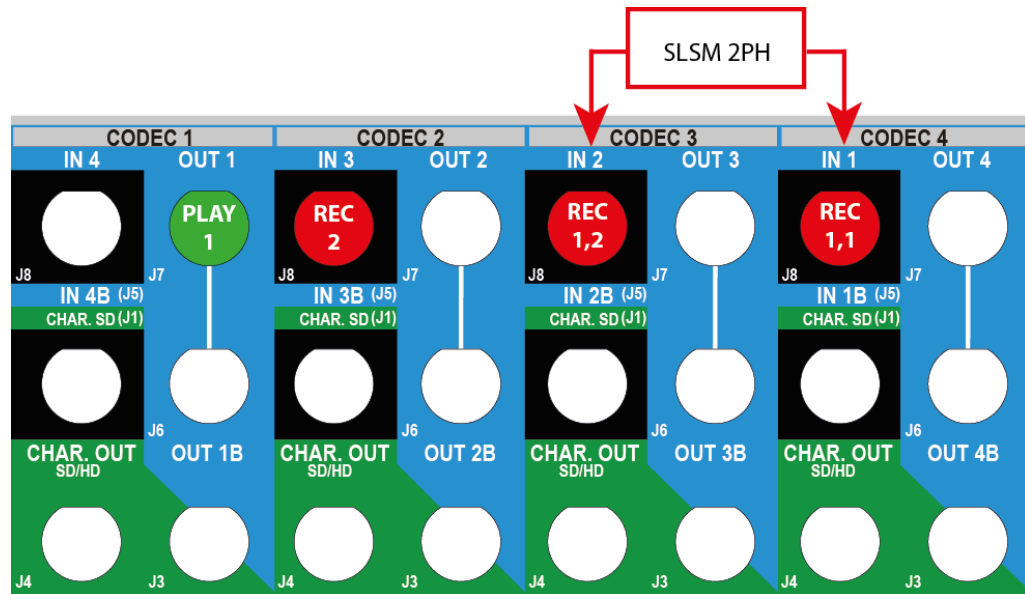 SLSM 2PH
CODEC 1 CODEC 2 CODEC 3 CODEC 4
IN 4 OUT 1 IN 3 OUT 2 IN 2 OUT 3 IN 1 OUT 4
PLAY REC REC REC
1 2 1,2 1,1
J8 J7 J8 J7 J8 J7 J8 J7
IN 4B (J5) IN 3B (J5) IN 2B (J5) IN 1B (J5)
CHAR. SD (J1) CHAR. SD (J1) CHAR. SD (J1) CHAR. SD (J1)
J6 J6 J6 J6
CHAR. OUT OUT 1B CHAR. OUT OUT 2B CHAR. OUT OUT 3B CHAR. OUT OUT 4B
SD/HD SD/HD SD/HD SD/HD
J4 J3 J4 J3 J4 J3 J4 J3